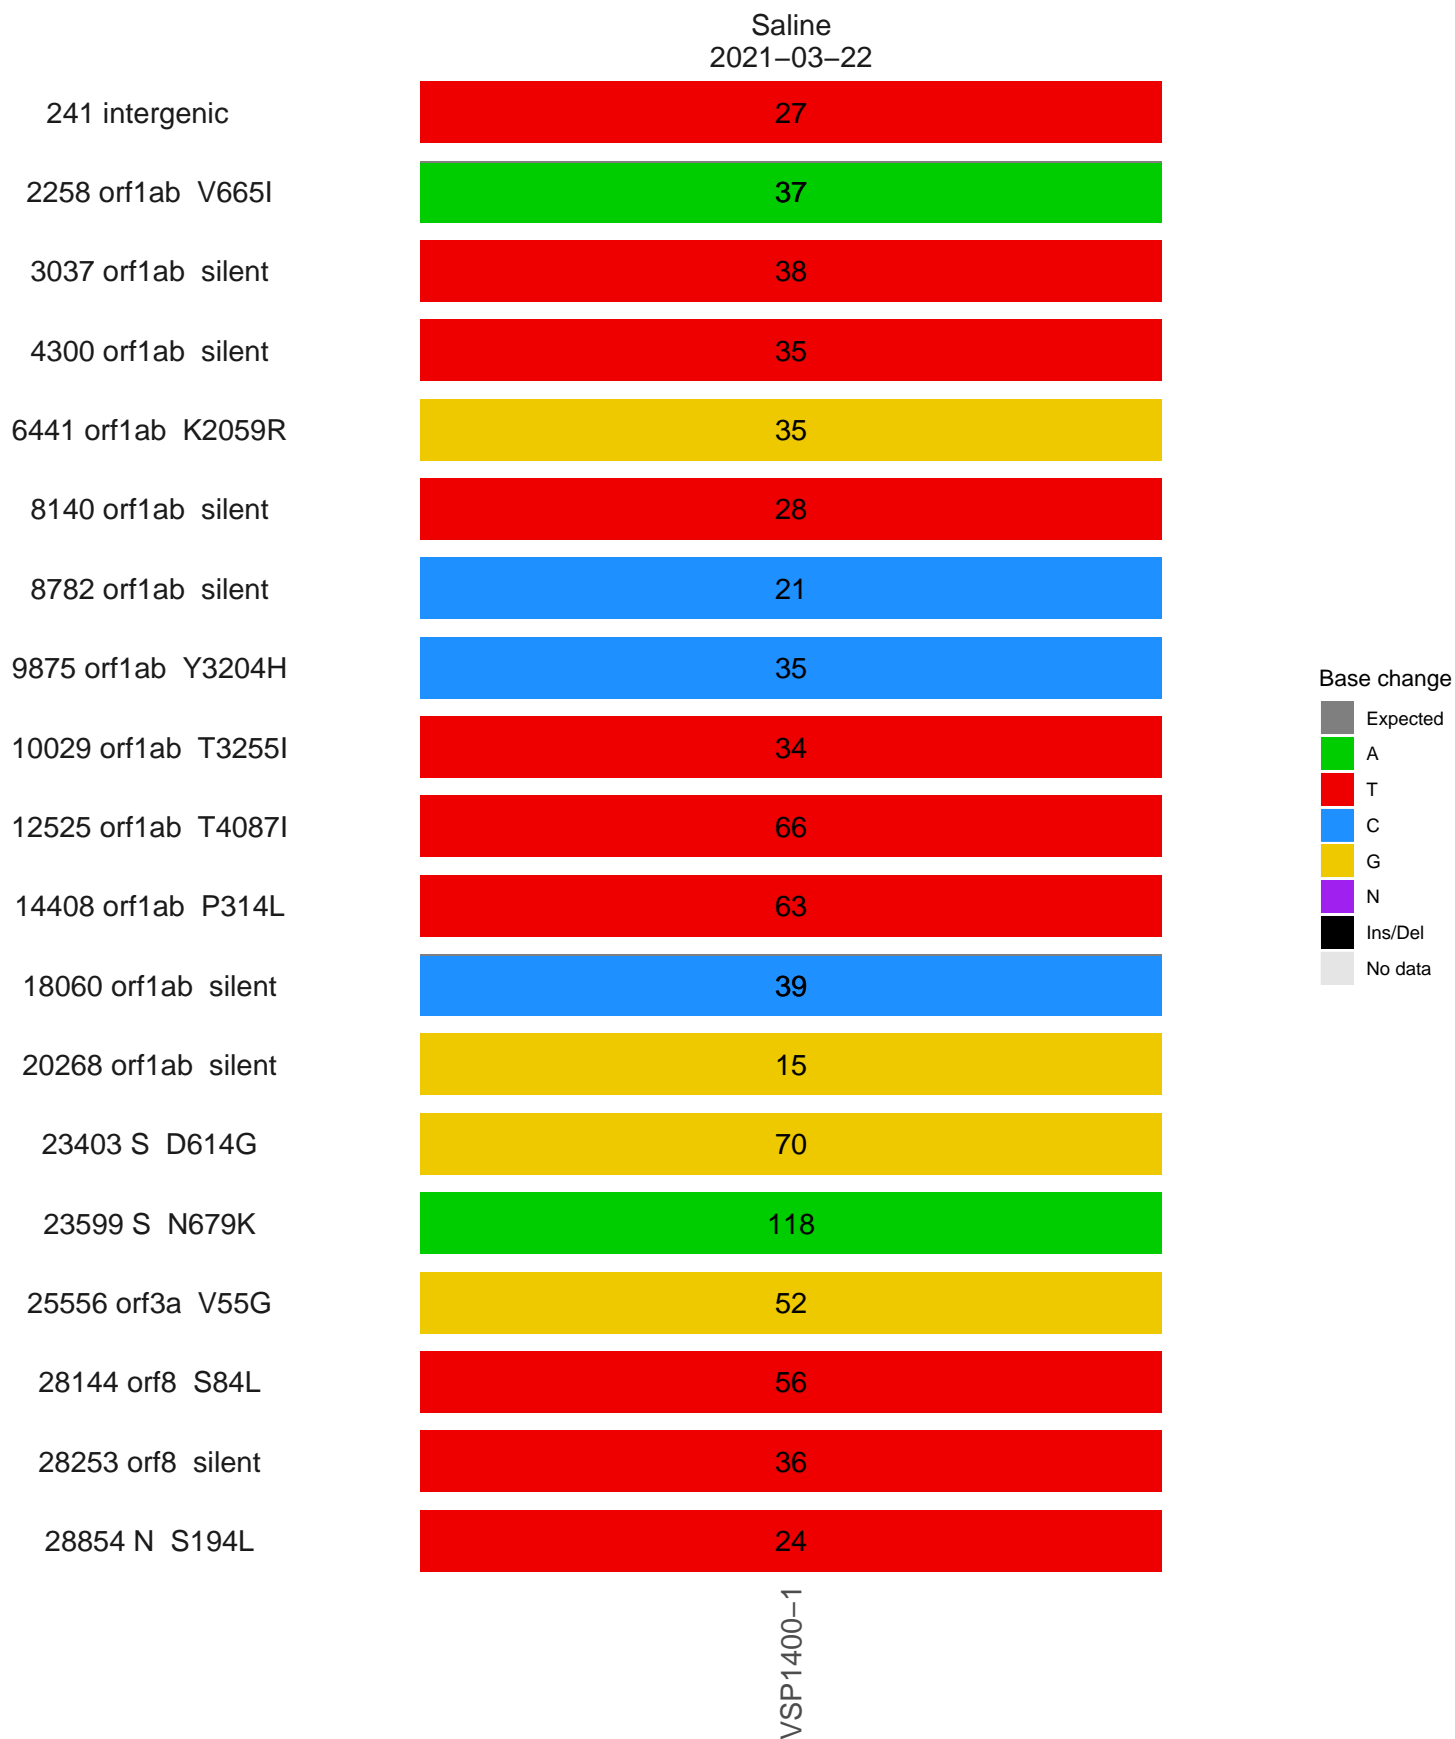 Saline
2021−03−22
241 intergenic 27
2258 orf1ab V665I 37
3037 orf1ab silent 38
4300 orf1ab silent 35
6441 orf1ab K2059R 35
8140 orf1ab silent 28
8782 orf1ab silent 21
9875 orf1ab Y3204H 35
10029 orf1ab T3255I 34
12525 orf1ab T4087I 66
14408 orf1ab P314L 63
18060 orf1ab silent 39
20268 orf1ab silent 15
23403 S D614G 70
23599 S N679K 118
25556 orf3a V55G 52
28144 orf8 S84L 56
28253 orf8 silent 36
28854 N S194L 24
VSP1400−1
Base change
Expected
A
T
C
G
N
Ins/Del
No data